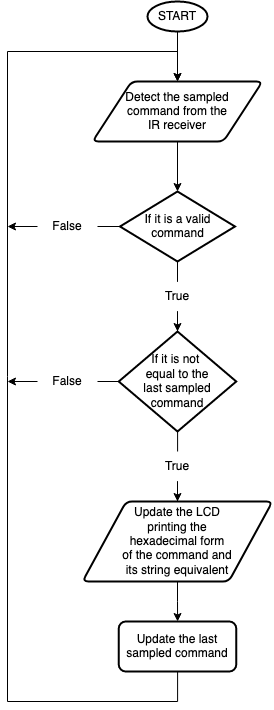 START
Detect the sampled
command from the
IR receiver
If it is a valid
command
False
True
If it is not
equal to the
last sampled
command
False
True
Update the LCD
printing the
hexadecimal form
of the command and
its string equivalent
Update the last
sampled command